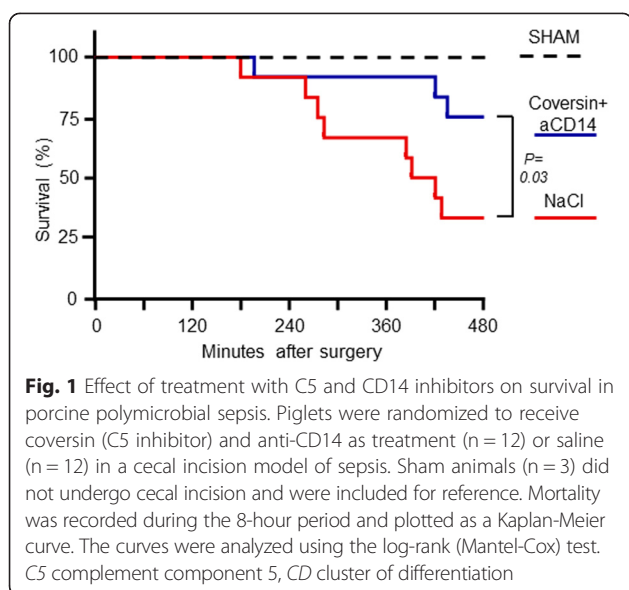 SHAM
100
Coversin+
aCD14
75
P=
0.03
Survival (%)
50
NaCl
25
0
0 120 240 360 480
Minutes after surgery
Fig. 1 Effect of treatment with C5 and CD14 inhibitors on survival in
porcine polymicrobial sepsis. Piglets were randomized to receive
coversin (C5 inhibitor) and anti-CD14 as treatment (n = 12) or saline
(n = 12) in a cecal incision model of sepsis. Sham animals (n = 3) did
not undergo cecal incision and were included for reference. Mortality
was recorded during the 8-hour period and plotted as a Kaplan-Meier
curve. The curves were analyzed using the log-rank (Mantel-Cox) test.
C5 complement component 5, CD cluster of differentiation